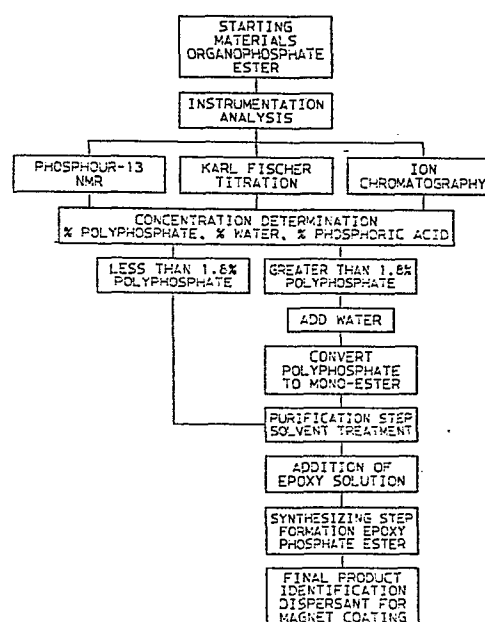 STARTING
MATERIALS
ORGANOPHOSPHATE
ESTER
INSTRUMENTATION
ANALYSIS
PHOSPHOUR-13
NMR
KARL FISCHER
TITRATION
ION
CHROMATOGRAPHY
CONCENTRATION DETERMINATION
% POLYPHOSPHATE. % WATER, % PHOSPHORIC ACID
LESS THAN 1.8%
POLYPHOSPHATE
GREATER THAN 1.8%
POLYPHOSPHATE
ADD WATER
CONVERT
POLYPHOSPHATE
TO MONO-ESTER
PURIFICATION STEP
SOLVENT TREATMENT
ADDITION OF
EPOXY SOLUTION
SYNTHESIZING STEP
FORMATION EPOXY
PHOSPHATE ESTER
FINAL PRODUCT
IDENTIFICATION
DISPERSANT FOR
MAGNET COATING